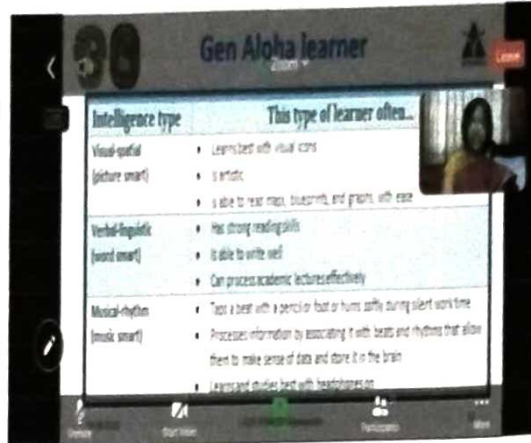 38
Gen Aloha learner
Zoom
Leave
Intelligence type
This type of learner often...
Visual-spatial
(picture smart)
• Learns best with visual icons
• Is artistic
• Is able to read maps, blueprints, and graphs, with ease
Verbal-linguistic
(word smart)
• Has strong reading skills
• Is able to write well
• Can process academic lectures effectively
Musical-rhythm
(music smart)
• Taps a beat with a pencil or foot or hums softly during silent work time
• Processes information by associating it with beats and rhythms that allow
them to make sense of data and store it in the brain
• Learns and studies best with headphones on
Unmute
Start Video
Participants
More